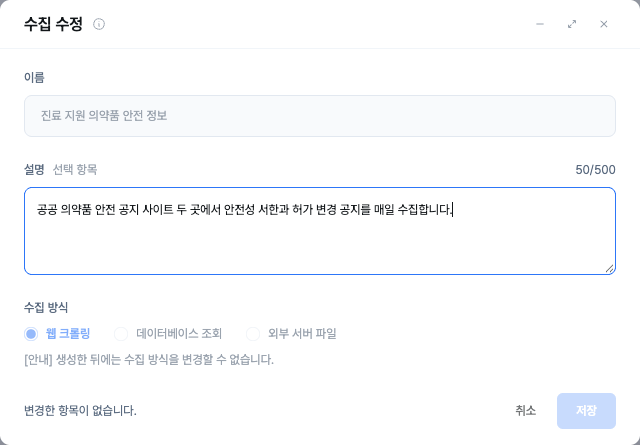 수집 수정
이름
진료 지원 의약품 안전 정보
설명 선택 항목 50/500
공공 의약품 안전 공지 사이트 두 곳에서 안전성 서한과 허가 변경 공지를 매일 수집합니다.
수집 방식
웹 크롤링 데이터베이스 조회 외부 서버 파일
[안내] 생성한 뒤에는 수집 방식을 변경할 수 없습니다.
변경한 항목이 없습니다. 취소 저장